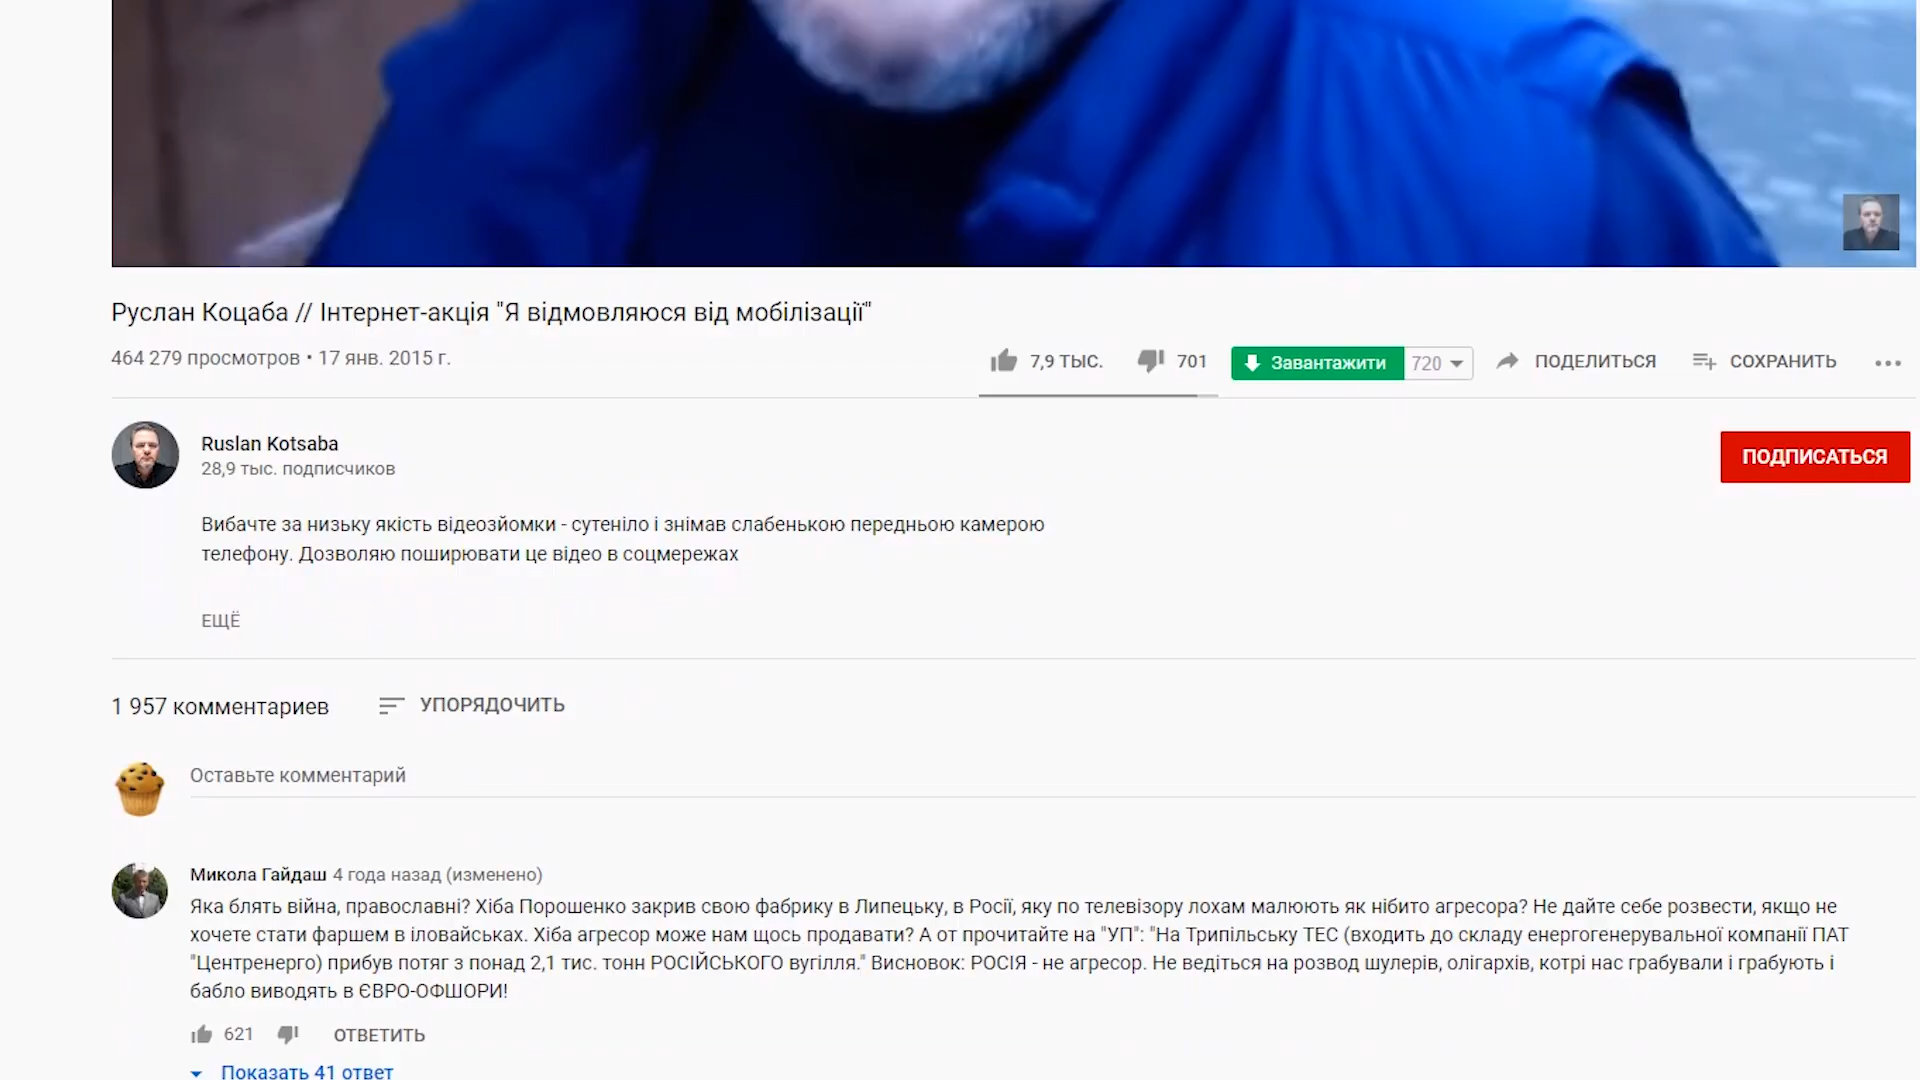 Руслан Коцаба // Інтернет-акція "Я відмовляюся від мобілізації"
464 279 просмотров • 17 янв. 2015 г.
7,9 ТЫС.
701
Завантажити
720
ПОДЕЛИТЬСЯ
СОХРАНИТЬ
Ruslan Kotsaba
28,9 тыс. подписчиков
ПОДПИСАТЬСЯ
Вибачте за низьку якість відеозйомки - сутеніло і знімав слабенькою передньою камерою
телефону. Дозволяю поширювати це відео в соцмережах
ЕЩЁ
1 957 комментариев
УПОРЯДОЧИТЬ
Оставьте комментарий
Микола Гайдаш 4 года назад (изменено)
Яка блять війна, православні? Хіба Порошенко закрив свою фабрику в Липецьку, в Росії, яку по телевізору лохам малюють як нібито агресора? Не дайте себе розвести, якщо не
хочете стати фаршем в іловайськах. Хіба агресор може нам щось продавати? А от прочитайте на "УП": "На Трипільську ТЕС (входить до складу енергогенерувальної компанії ПАТ
"Центренерго) прибув потяг з понад 2,1 тис. тонн РОСІЙСЬКОГО вугілля." Висновок: РОСІЯ - не агресор. Не ведіться на розвод шулерів, олігархів, котрі нас грабували і грабують і
бабло виводять в ЄВРО-ОФШОРИ!
621
ОТВЕТИТЬ
Показать 41 ответ